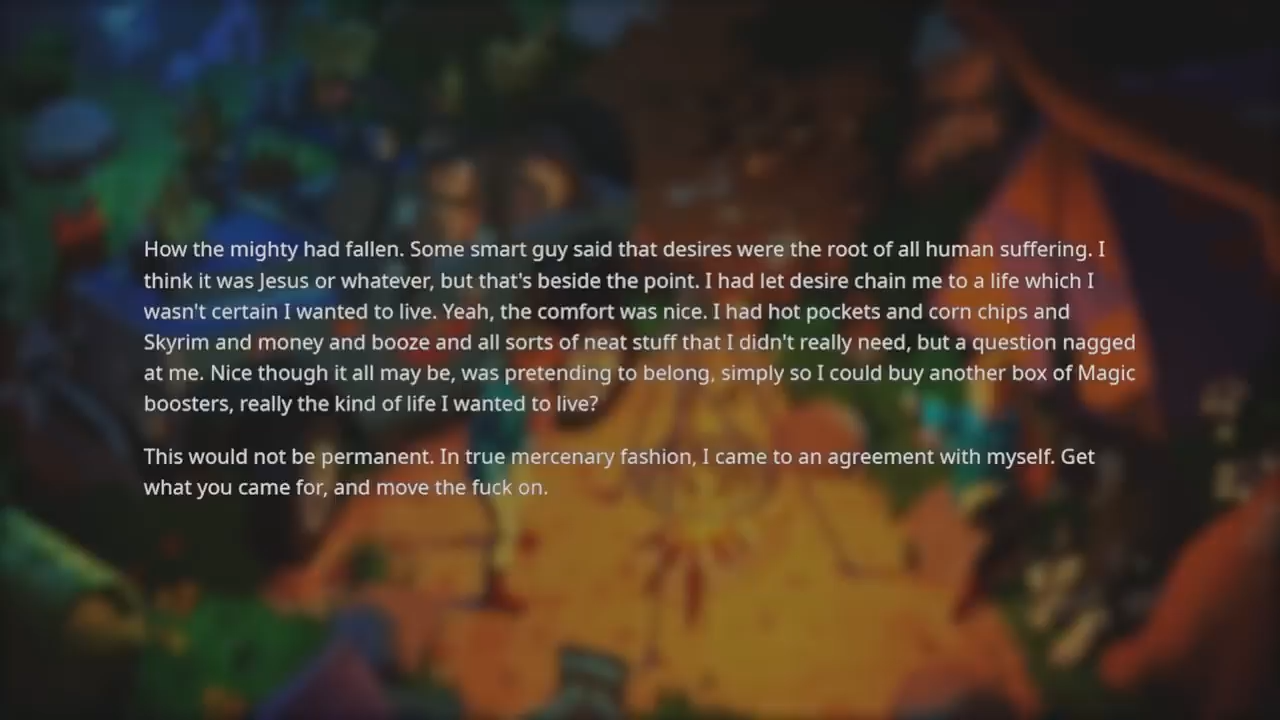 How the mighty had fallen. Some smart guy said that desires were the root of all human suffering. I
think it was Jesus or whatever, but that's beside the point. I had let desire chain me to a life which I
wasn't certain I wanted to live. Yeah, the comfort was nice. I had hot pockets and corn chips and
Skyrim and money and booze and all sorts of neat stuff that I didn't really need, but a question nagged
at me. Nice though it all may be, was pretending to belong, simply so I could buy another box of Magic
boosters, really the kind of life I wanted to live?
This would not be permanent. In true mercenary fashion, I came to an agreement with myself. Get
what you came for, and move the fuck on.